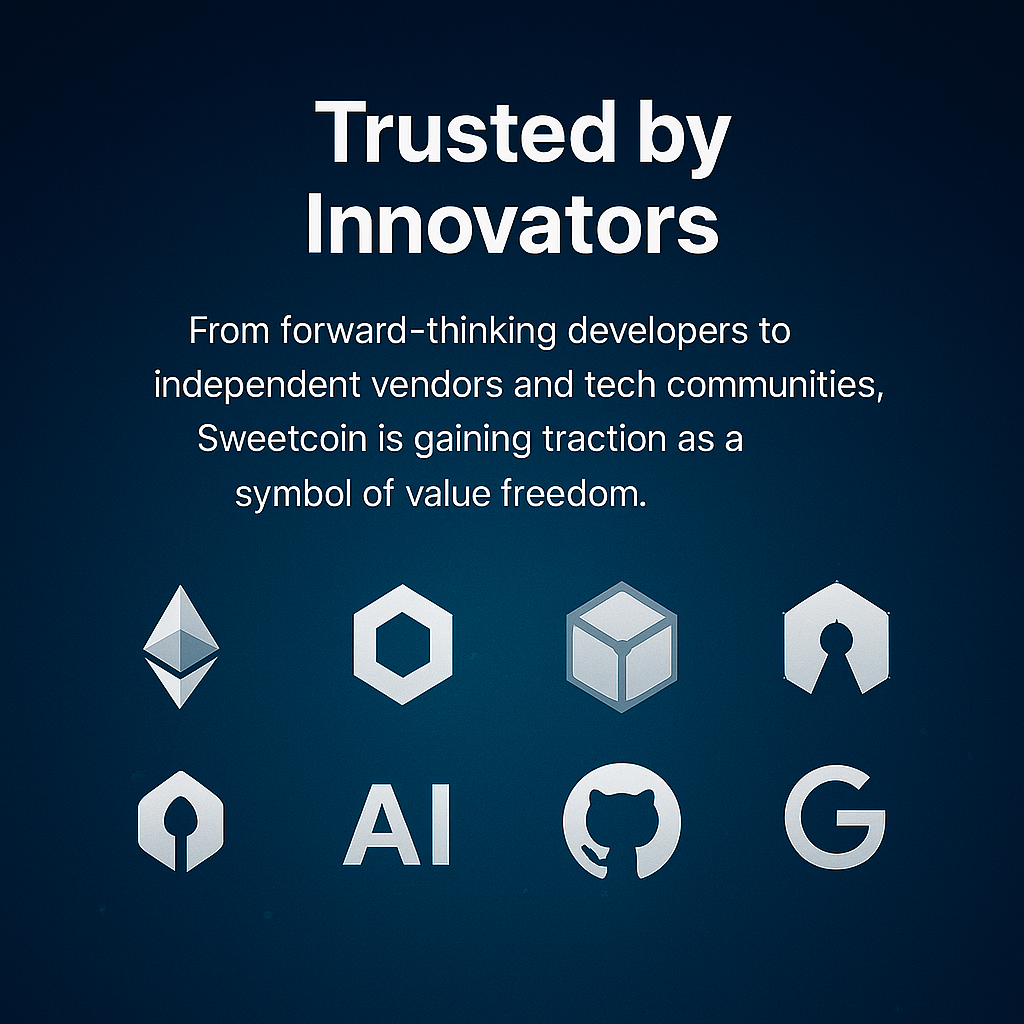 Trusted by
Innovators
From forward-thinking developers to
independent vendors and tech communities,
Sweetcoin is gaining traction as a
symbol of value freedom.
AI
G